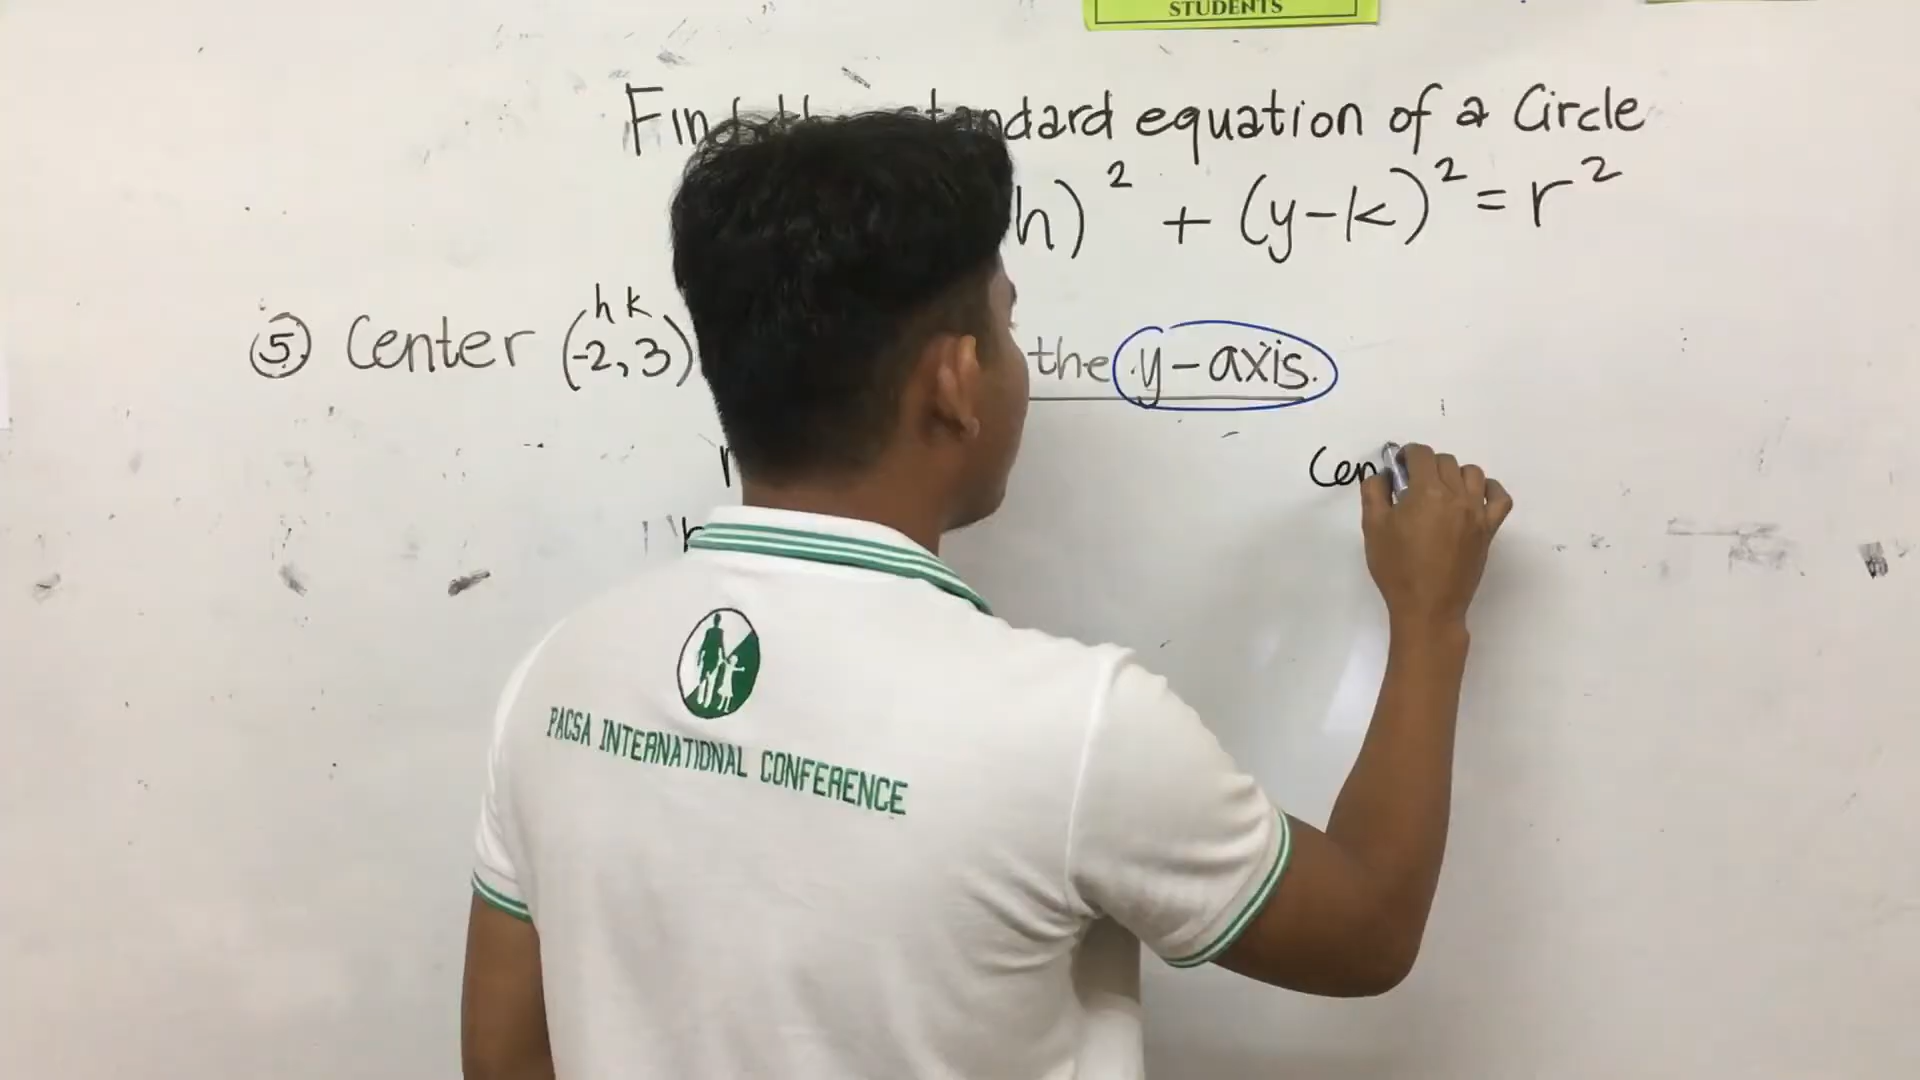 STUDENTS
Find the standard equation of a Circle
h)² + (y-k)² = r²
h k
⑤ Center (-2, 3) the y-axis.
Cen
PACSA INTERNATIONAL CONFERENCE